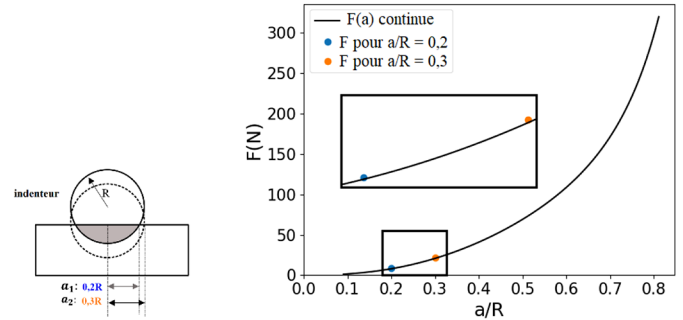 indenteur
R
a₁: 0,2R
a₂: 0,3R
F(a) continue
F pour a/R = 0,2
F pour a/R = 0,3
F(N)
300
250
200
150
100
50
0
0.0 0.1 0.2 0.3 0.4 0.5 0.6 0.7 0.8
a/R